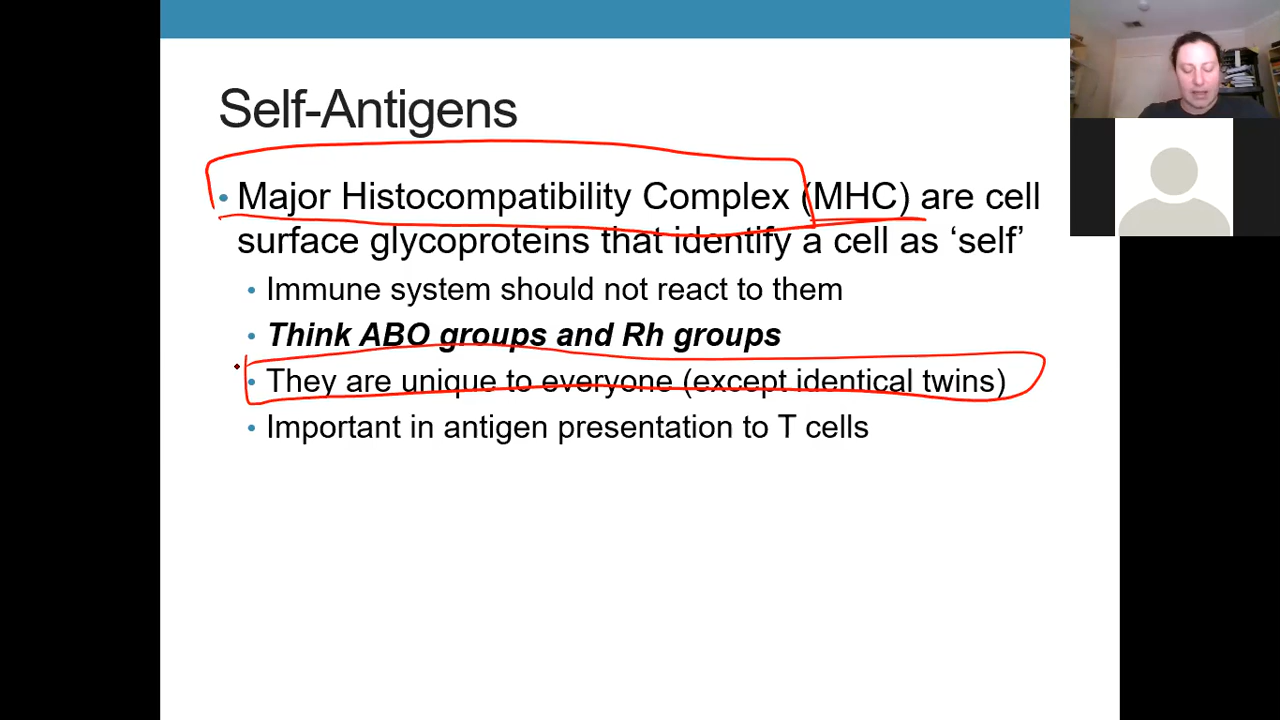 Self-Antigens
• Major Histocompatibility Complex (MHC) are cell
surface glycoproteins that identify a cell as ‘self’
• Immune system should not react to them
• Think ABO groups and Rh groups
• They are unique to everyone (except identical twins)
• Important in antigen presentation to T cells